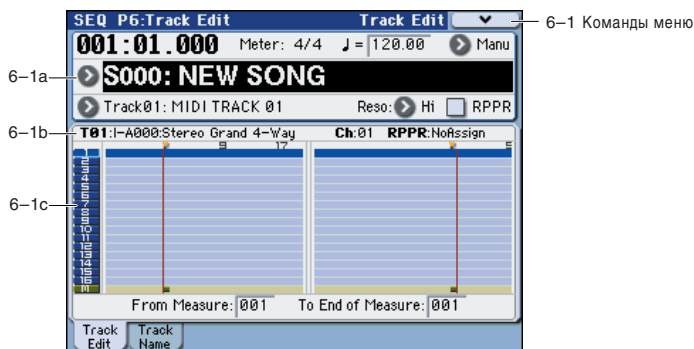 SEQ P6:Track Edit Track Edit
6-1 Команды меню
001:01.000 Meter: 4/4 ♩= 120.00 Manu
6-1a
S000: NEW SONG
Track01: MIDI TRACK 01 Reso: Hi RPPR
6-1b
T01:I-A000:Stereo Grand 4-Way Ch:01 RPPR:NoAssign
9 17 5
6-1c
1
2
3
4
5
6
7
8
9
10
11
12
13
14
15
16
M
From Measure: 001 To End of Measure: 001
Track Edit
Track Name